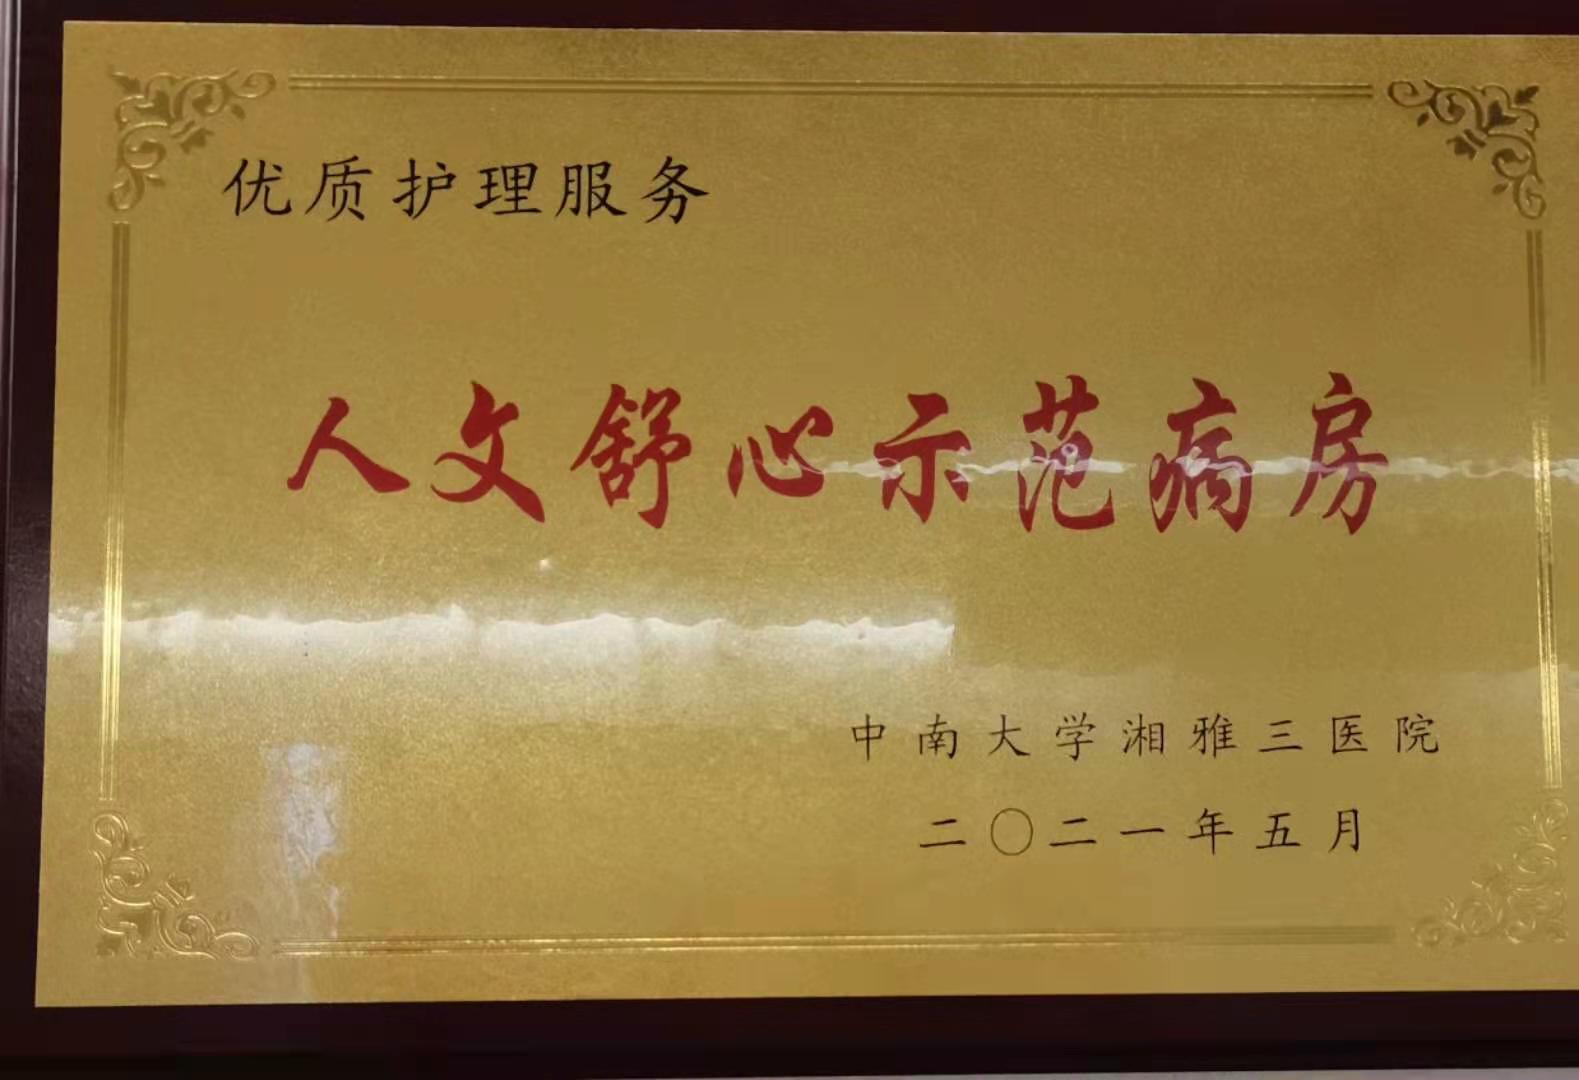 优质护理服务
人文舒心示范病房
中南大学湘雅三医院
二〇二一年五月